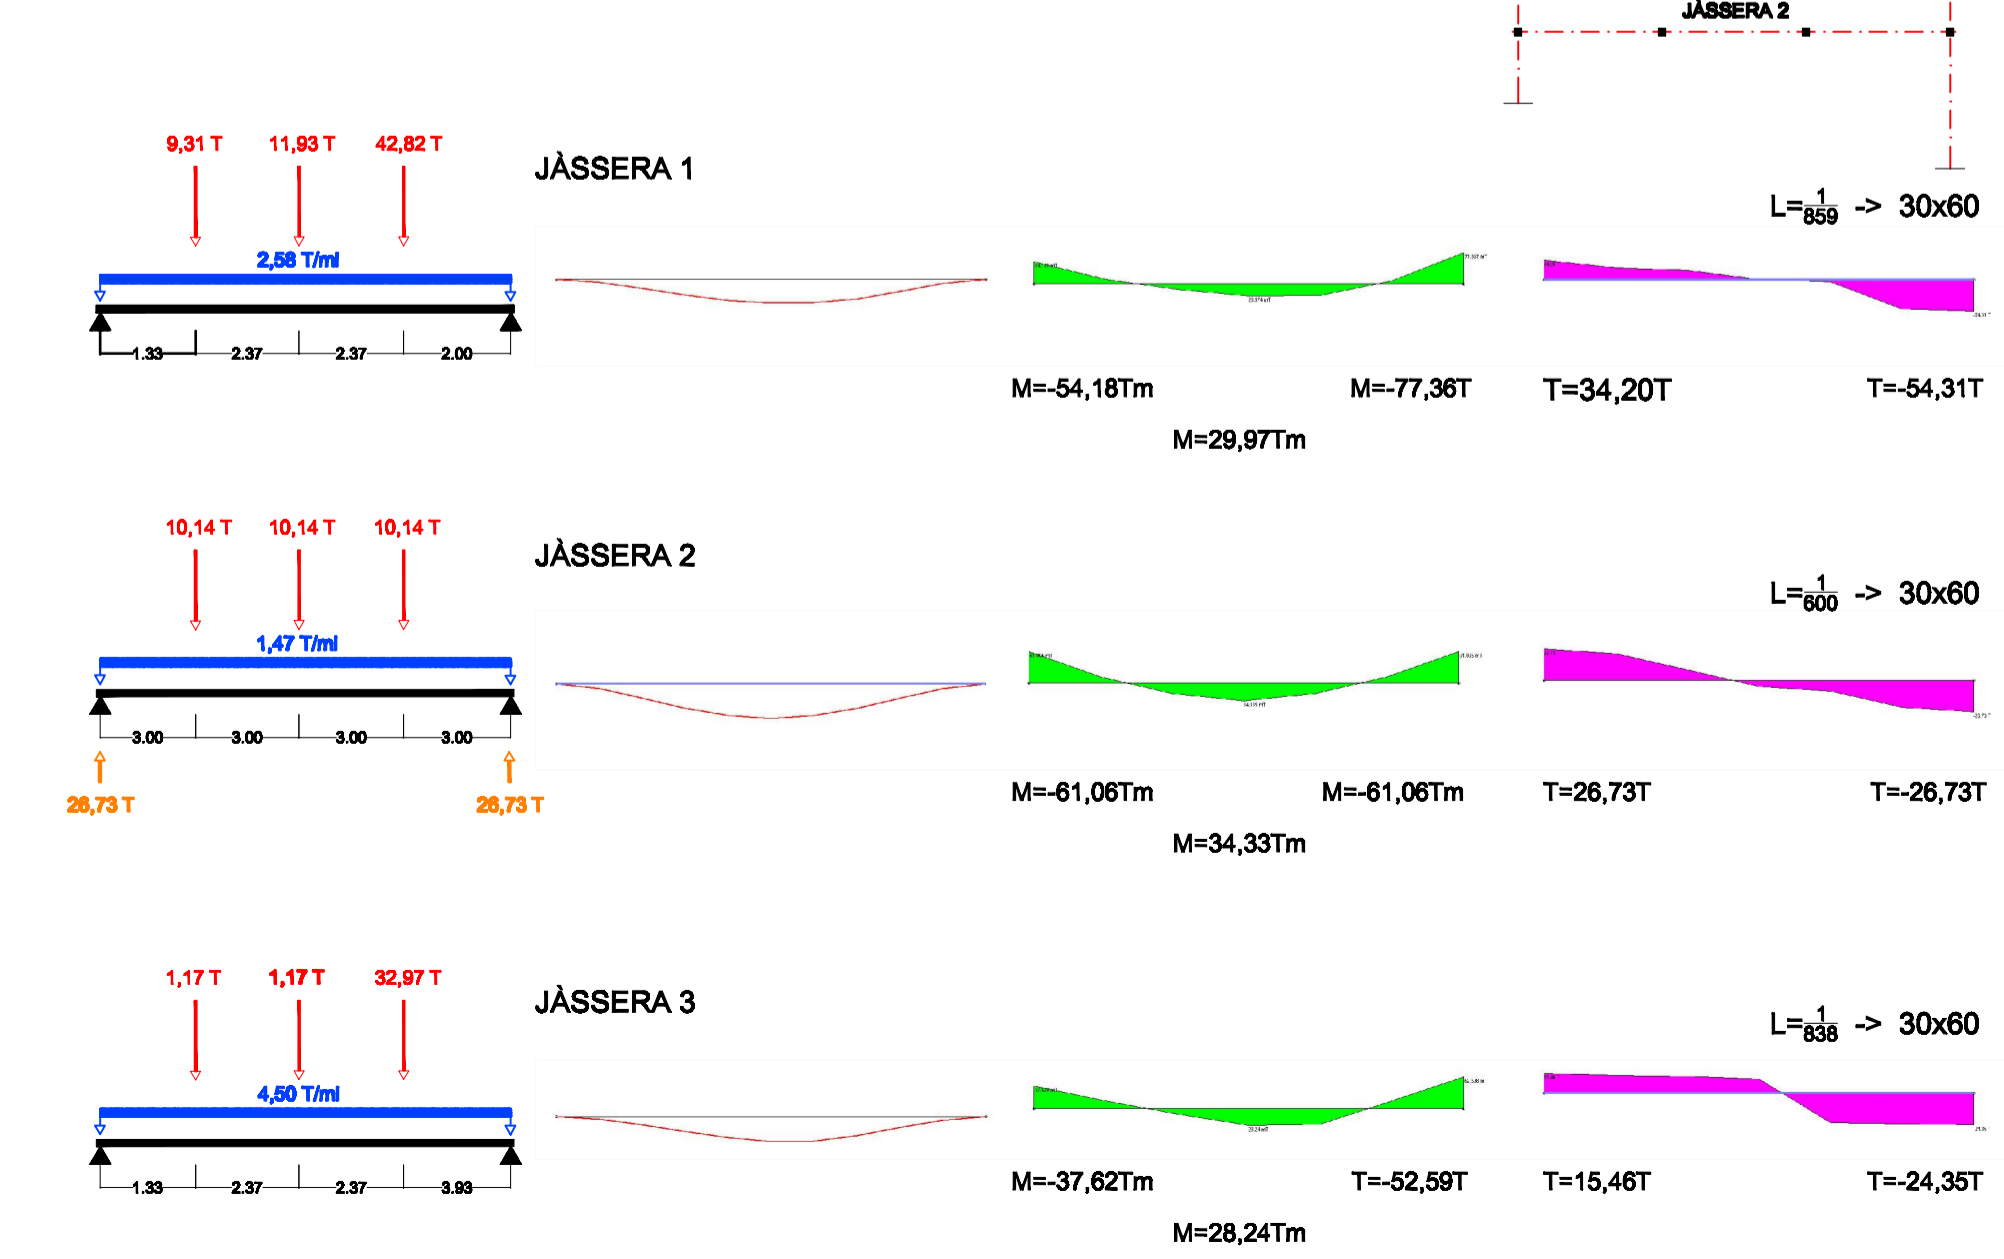 JÀSSERA 2
9,31 T 11,93 T 42,82 T
JÀSSERA 1
L=1/859 -> 30x60
2,58 T/ml
1.33 2.37 2.37 2.00
M=-54,18Tm M=-77,36T T=34,20T T=-54,31T
M=29,97Tm
10,14 T 10,14 T 10,14 T
JÀSSERA 2
L=1/600 -> 30x60
1,47 T/ml
3.00 3.00 3.00 3.00
26,73 T 26,73 T
M=-61,06Tm M=-61,06Tm T=26,73T T=-26,73T
M=34,33Tm
1,17 T 1,17 T 32,97 T
JÀSSERA 3
L=1/838 -> 30x60
4,50 T/ml
1.33 2.37 2.37 3.93
M=-37,62Tm T=-52,59T T=15,46T T=-24,35T
M=28,24Tm